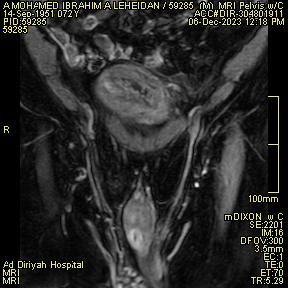 A MOHAMED IBRAHIM A LEHEIDAN / 59285 (M) MRI Pelvis w/C
14-Sep-1951 072Y
ACC#DIR-304801911
PID:59285
06-Dec-2023 12:18 PM
59285
R
100mm
mDIXON_w C
SE:2201
IM:16
DFOV:300
3.5mm
EC:1
TE:0
ET:70
TR:5.29
Ad Diriyah Hospital
MRI
MRI